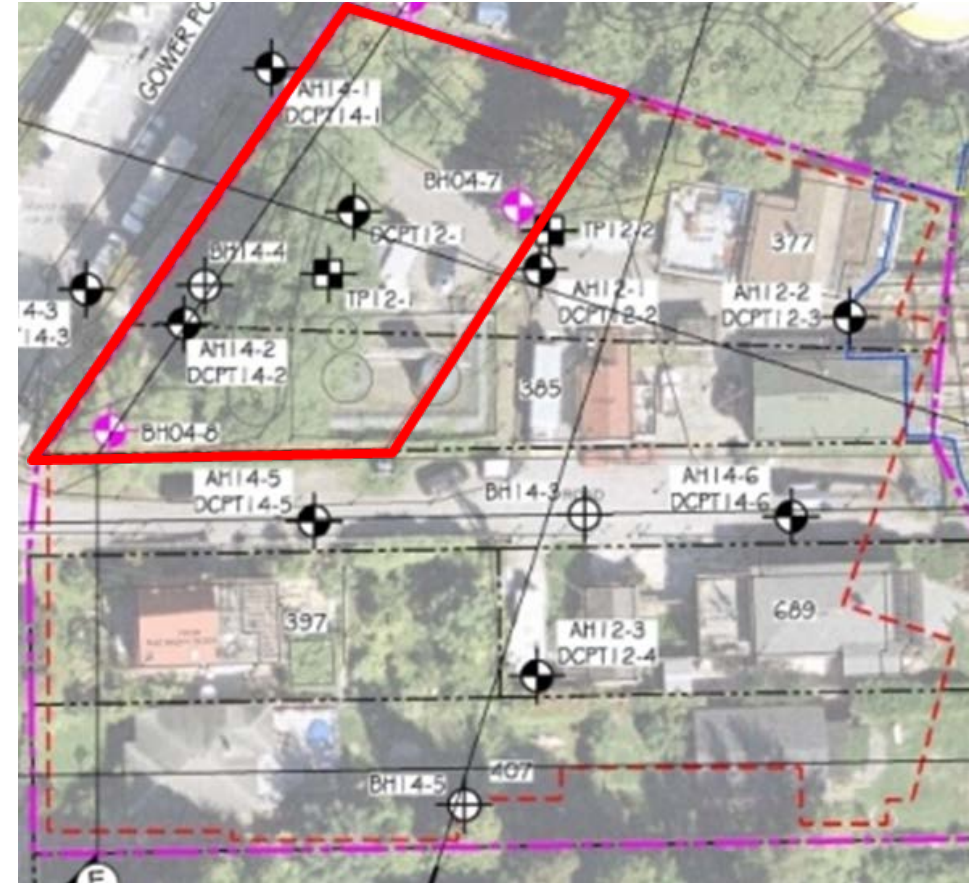 GOWER PO
AH14-1
DCPT14-1
BH04-7
DCPT12-1
TP12-2
377
BH14-4
TP12-1
AH12-1
DCPT12-2
AH12-2
DCPT12-3
4-3
14-3
AH14-2
DCPT14-2
385
BH04-8
AH14-5
DCPT14-5
BH14-3
ROAD
AH14-6
DCPT14-6
397
AH12-3
DCPT12-4
689
BH14-5
407
E